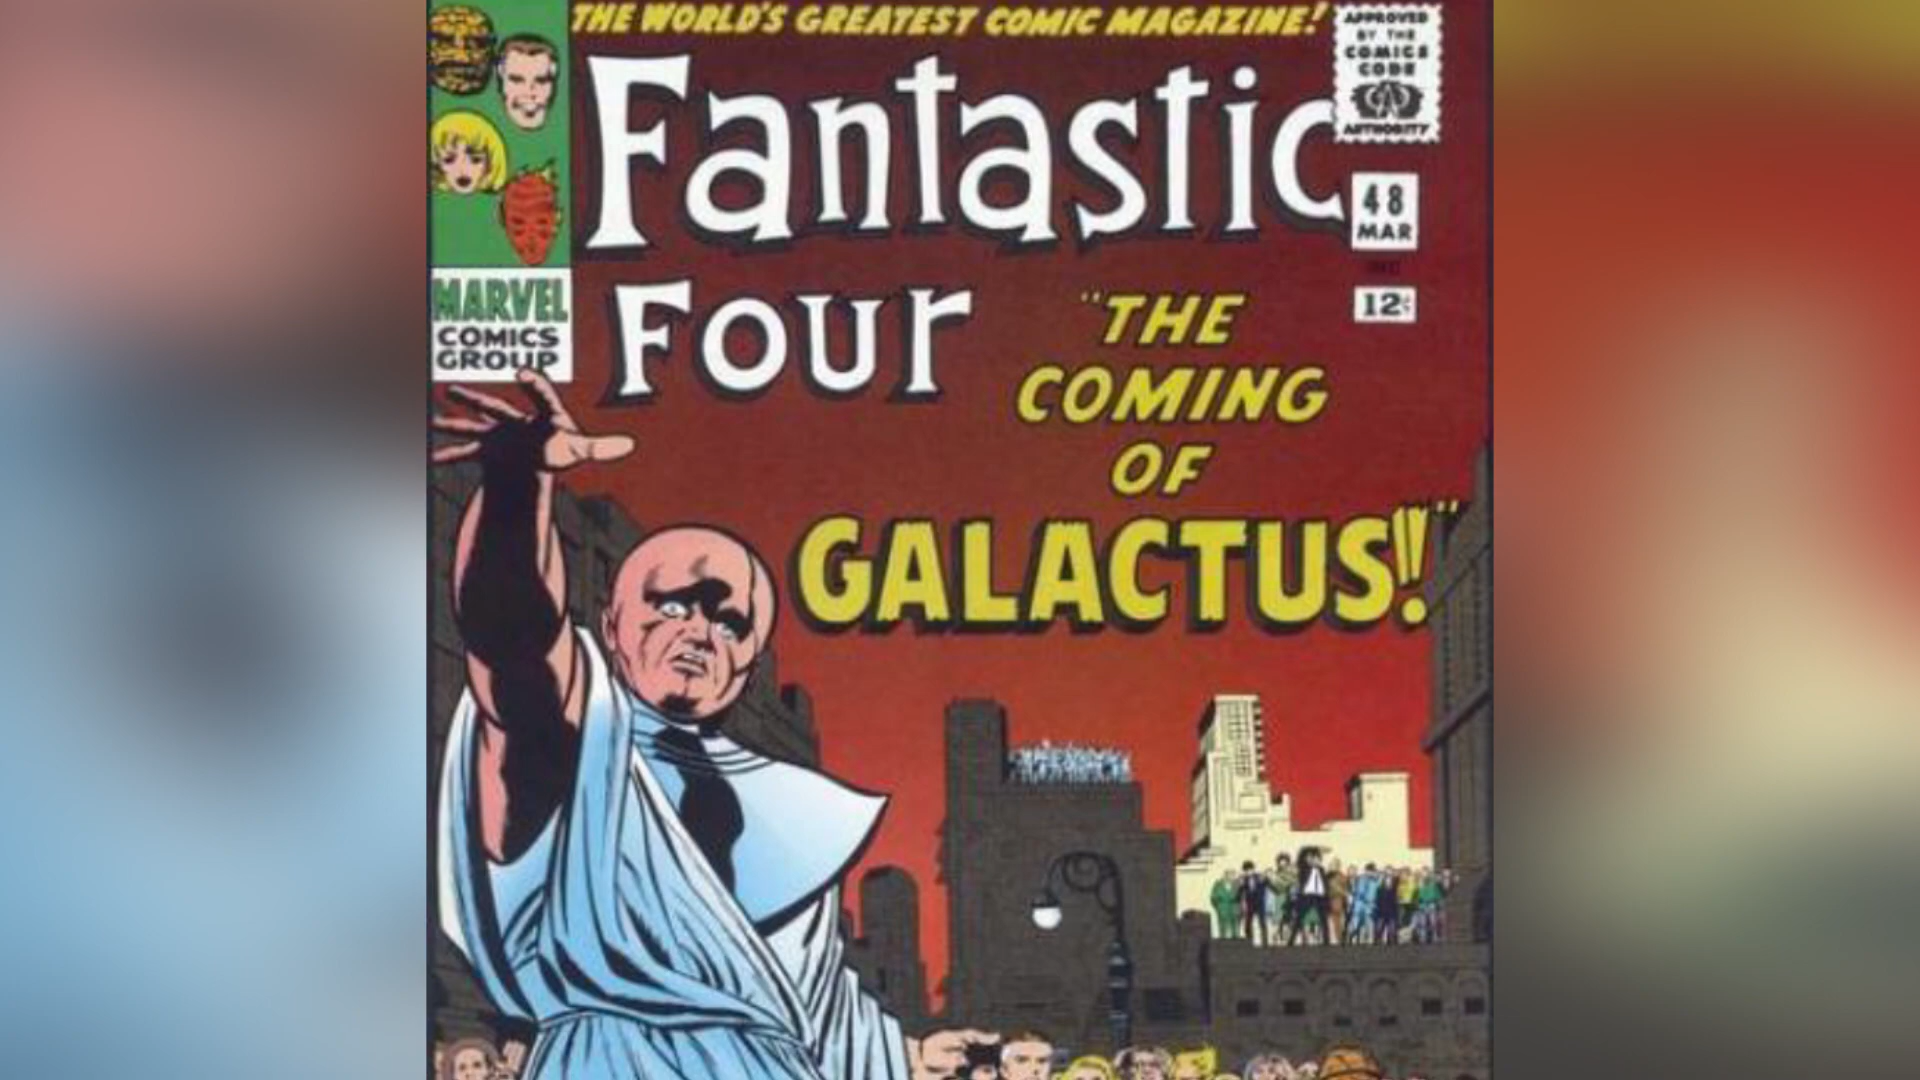 THE WORLD'S GREATEST COMIC MAGAZINE!
APPROVED
BY THE
COMICS
CODE
AUTHORITY
Fantastic
Four
48
MAR
12¢
MARVEL
COMICS
GROUP
"THE
COMING
OF
GALACTUS!"